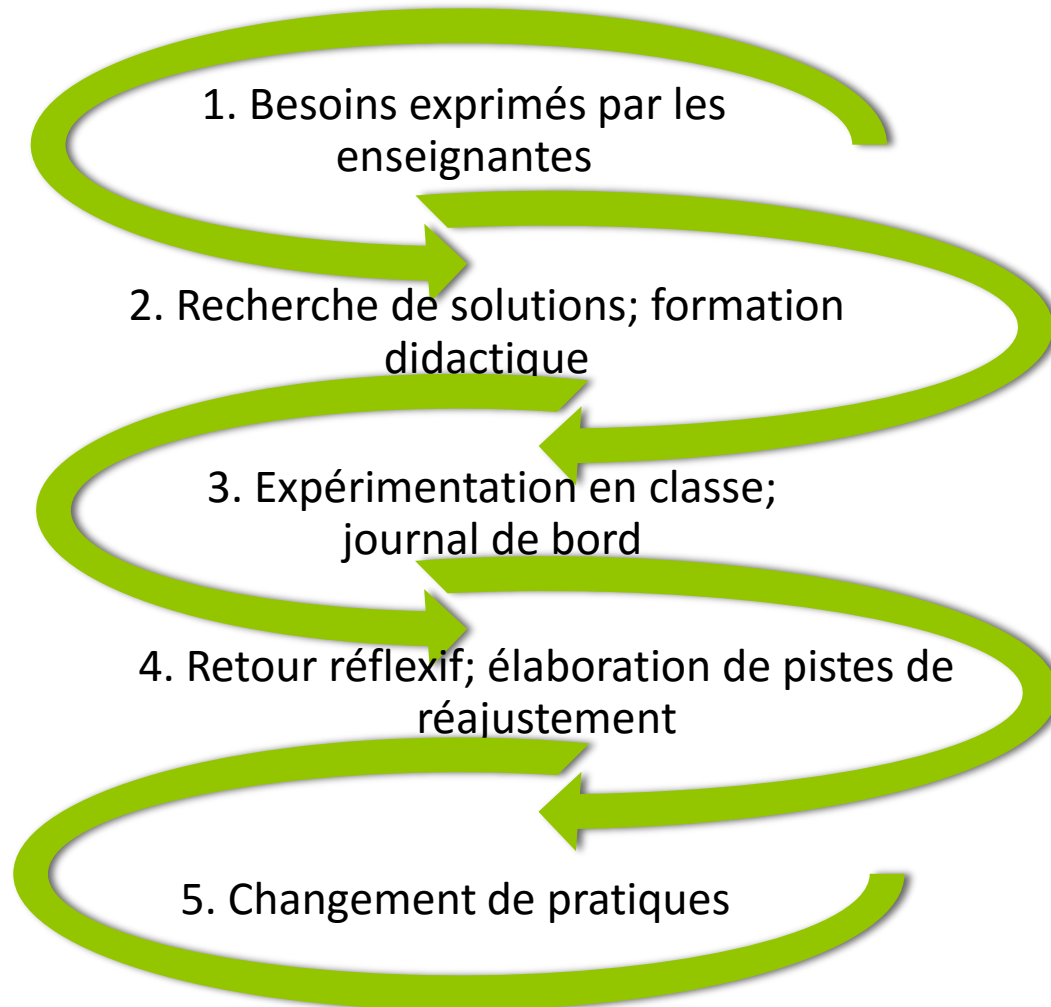 1. Besoins exprimés par les
enseignantes
2. Recherche de solutions; formation
didactique
3. Expérimentation en classe;
journal de bord
4. Retour réflexif; élaboration de pistes de
réajustement
5. Changement de pratiques